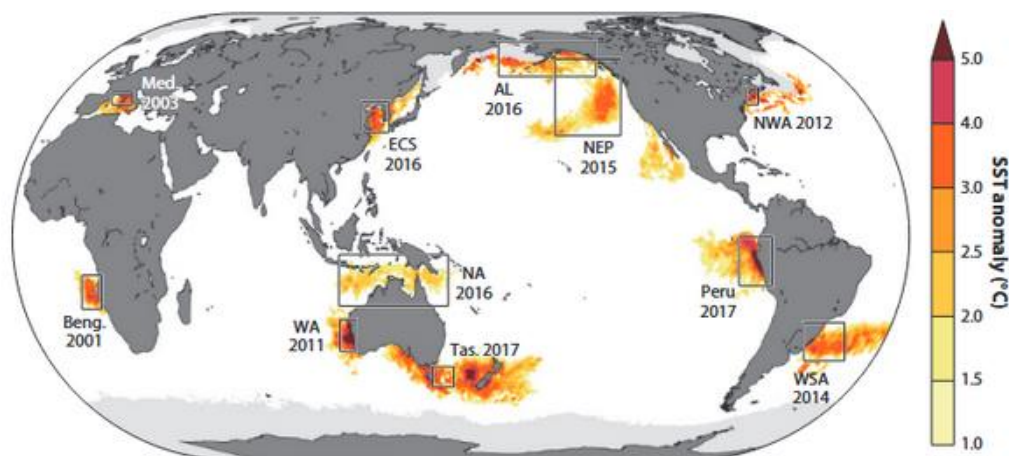 Med.
2003
AL
2016
NWA 2012
ECS
2016
NEP
2015
NA
2016
Peru
2017
Beng.
2001
WA
2011
Tas. 2017
WSA
2014
5.0
4.0
3.0
2.5
2.0
1.5
1.0
SST anomaly (°C)